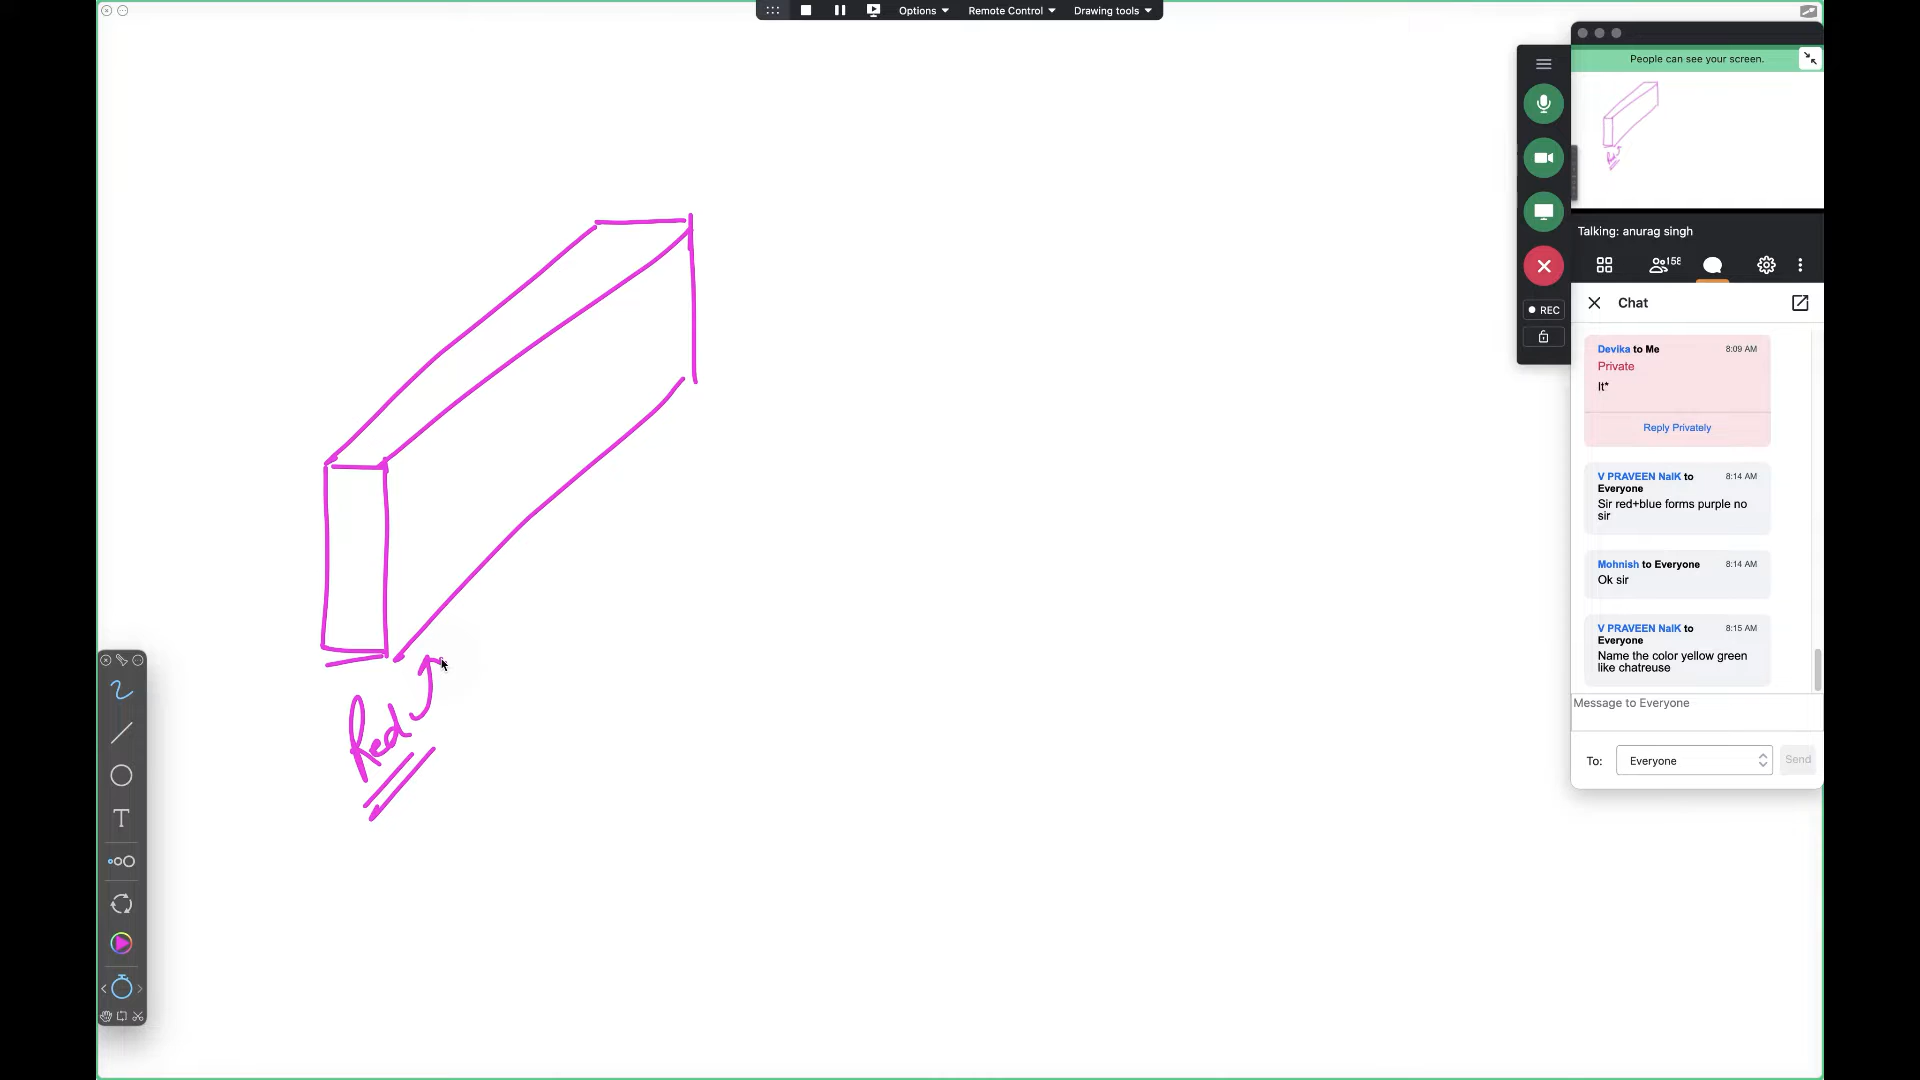 Options
Remote Control
Drawing tools
People can see your screen.
Talking: anurag singh
158
Chat
REC
Devika to Me 8:09 AM
Private
It*
Reply Privately
V PRAVEEN NaIK to 8:14 AM
Everyone
Sir red+blue forms purple no
sir
Mohnish to Everyone 8:14 AM
Ok sir
V PRAVEEN NaIK to 8:15 AM
Everyone
Name the color yellow green
like chatreuse
Message to Everyone
To: Everyone Send
Red
T